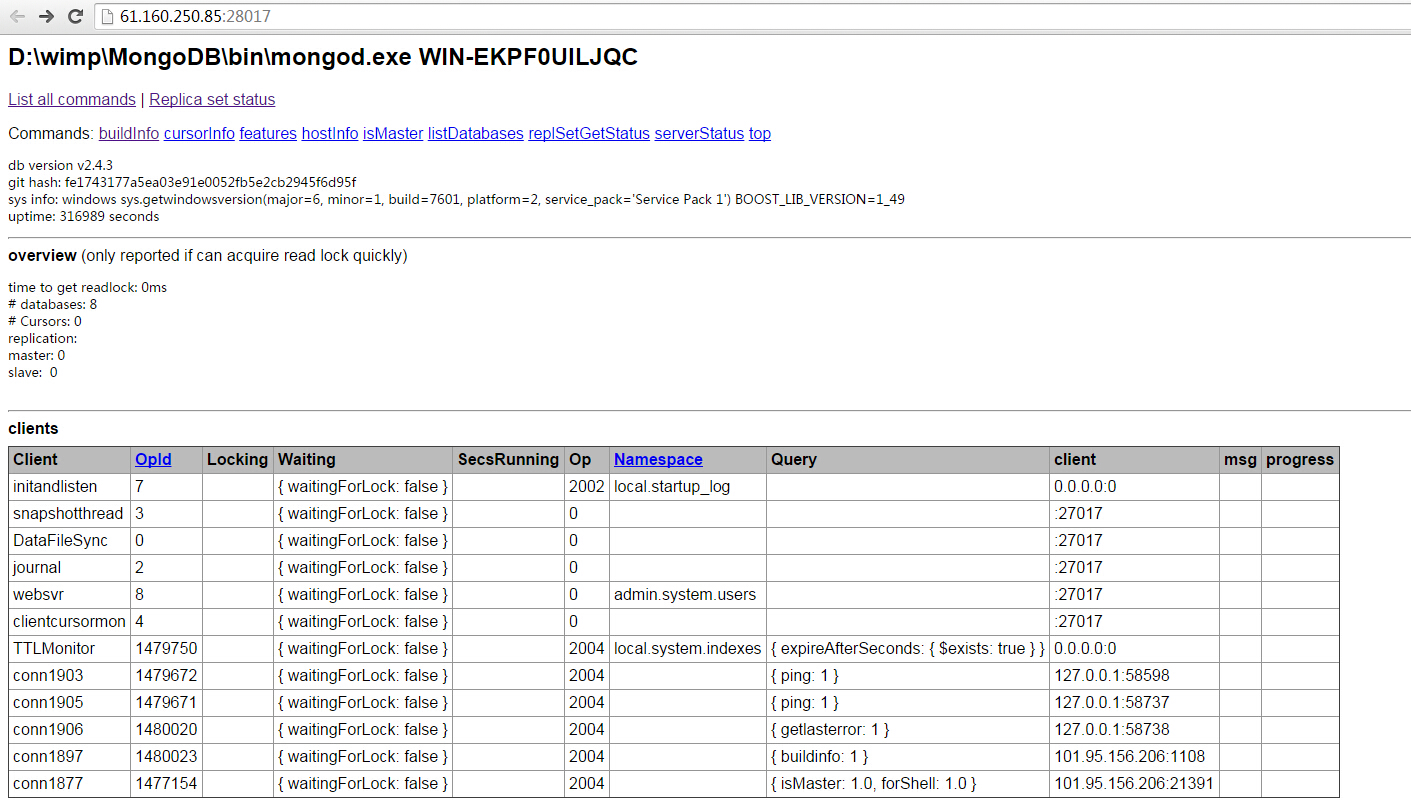 61.160.250.85:28017
D:\wimp\MongoDB\bin\mongod.exe WIN-EKPF0UILJQC
List all commands | Replica set status
Commands: buildInfo cursorInfo features hostInfo isMaster listDatabases replSetGetStatus serverStatus top
db version v2.4.3
git hash: fe1743177a5ea03e91e0052fb5e2cb2945f6d95f
sys info: windows sys.getwindowsversion(major=6, minor=1, build=7601, platform=2, service_pack='Service Pack 1') BOOST_LIB_VERSION=1_49
uptime: 316989 seconds
overview (only reported if can acquire read lock quickly)
time to get readlock: 0ms
# databases: 8
# Cursors: 0
replication:
master: 0
slave:  0
clients
Client OpId Locking Waiting SecsRunning Op Namespace Query client msg progress
initandlisten 7 { waitingForLock: false } 2002 local.startup_log 0.0.0.0:0
snapshotthread 3 { waitingForLock: false } 0 :27017
DataFileSync 0 { waitingForLock: false } 0 :27017
journal 2 { waitingForLock: false } 0 :27017
websvr 8 { waitingForLock: false } 0 admin.system.users :27017
clientcursormon 4 { waitingForLock: false } 0 :27017
TTLMonitor 1479750 { waitingForLock: false } 2004 local.system.indexes { expireAfterSeconds: { $exists: true } } 0.0.0.0:0
conn1903 1479672 { waitingForLock: false } 2004 { ping: 1 } 127.0.0.1:58598
conn1905 1479671 { waitingForLock: false } 2004 { ping: 1 } 127.0.0.1:58737
conn1906 1480020 { waitingForLock: false } 2004 { getlasterror: 1 } 127.0.0.1:58738
conn1897 1480023 { waitingForLock: false } 2004 { buildinfo: 1 } 101.95.156.206:1108
conn1877 1477154 { waitingForLock: false } 2004 { isMaster: 1.0, forShell: 1.0 } 101.95.156.206:21391